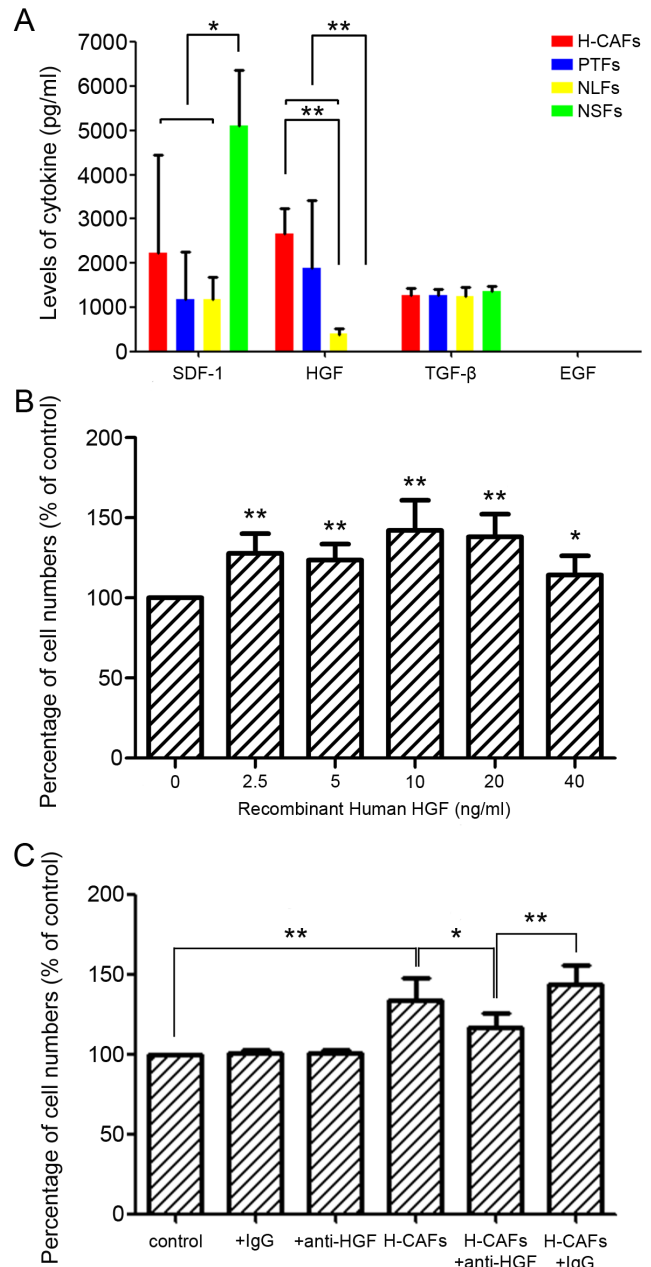 A
Levels of cytokine (pg/ml)
7000
6000
5000
4000
3000
2000
1000
0
*
**
**
H-CAFs
PTFs
NLFs
NSFs
SDF-1 HGF TGF-β EGF
B
Percentage of cell numbers (% of control)
200
150
100
50
0
** ** ** ** *
0 2.5 5 10 20 40
Recombinant Human HGF (ng/ml)
C
Percentage of cell numbers (% of control)
200
150
100
50
0
** * **
control +IgG +anti-HGF H-CAFs H-CAFs H-CAFs
+anti-HGF +IgG